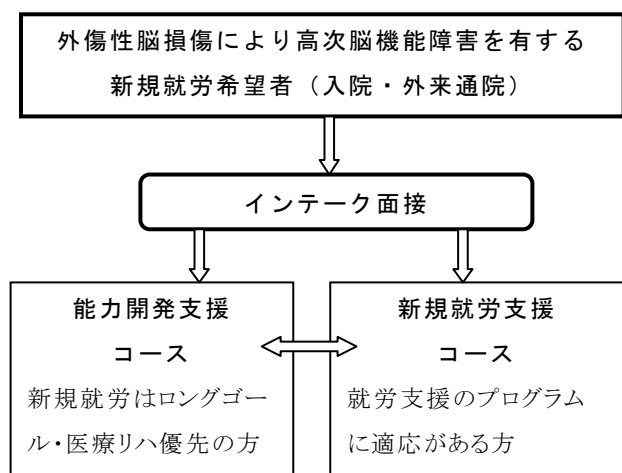 外傷性脳損傷により高次脳機能障害を有する
新規就労希望者（入院・外来通院）
インテーク面接
能力開発支援
コース
新規就労はロングゴー
ル・医療リハ優先の方
新規就労支援
コース
就労支援のプログラム
に適応がある方